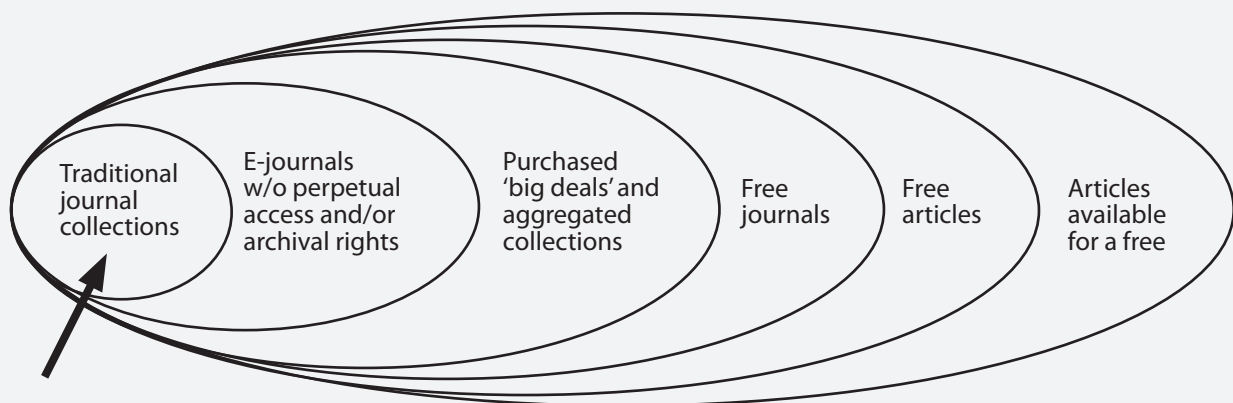 Traditional
journal
collections
E-journals
w/o perpetual
access and/or
archival rights
Purchased
'big deals' and
aggregated
collections
Free
journals
Free
articles
Articles
available
for a free